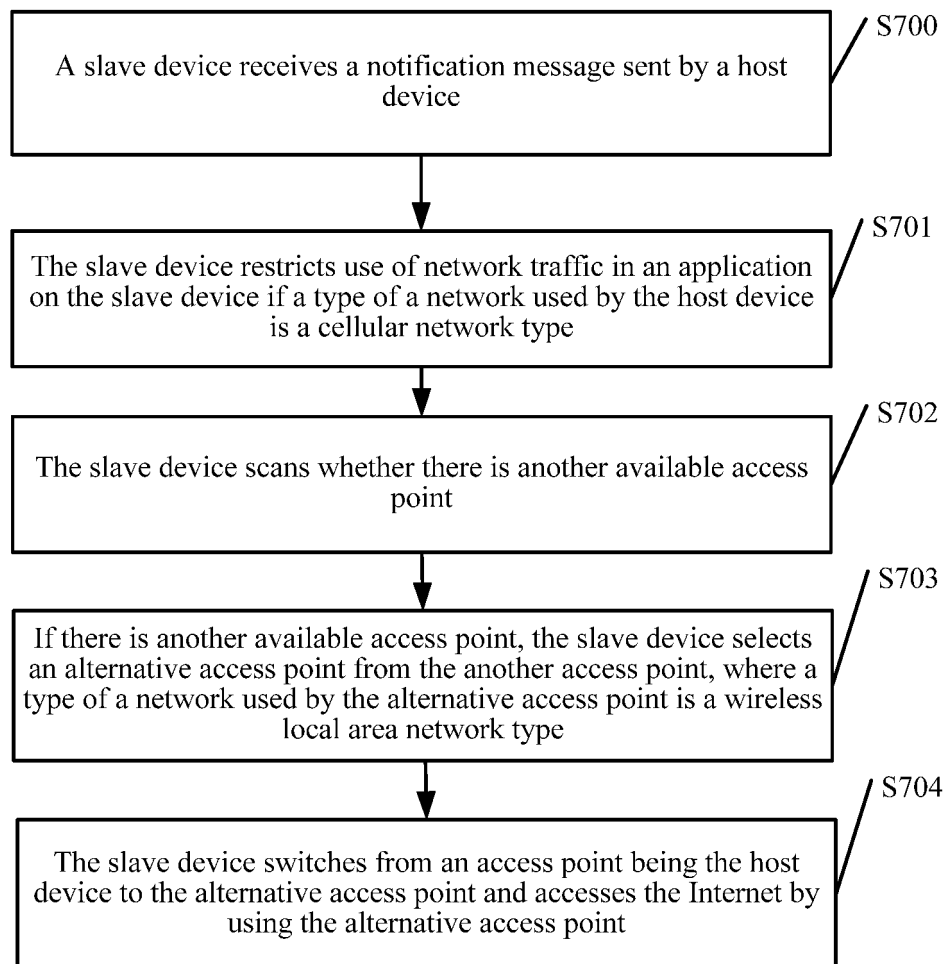 S700
A slave device receives a notification message sent by a host
device
S701
The slave device restricts use of network traffic in an application
on the slave device if a type of a network used by the host device
is a cellular network type
S702
The slave device scans whether there is another available access
point
S703
If there is another available access point, the slave device selects
an alternative access point from the another access point, where a
type of a network used by the alternative access point is a wireless
local area network type
S704
The slave device switches from an access point being the host
device to the alternative access point and accesses the Internet by
using the alternative access point